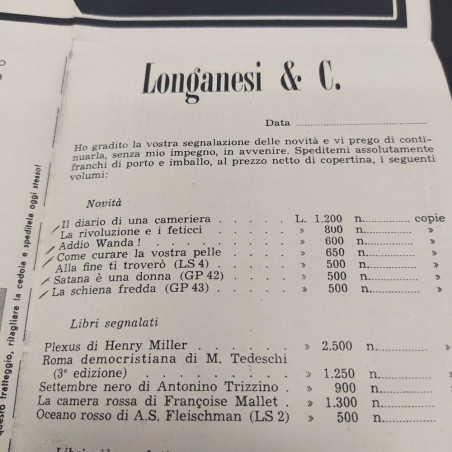 Longanesi & C.
Data ........................
Ho gradito la vostra segnalazione delle novità e vi prego di conti-
nuarla, senza mio impegno, in avvenire. Speditemi assolutamente
franchi di porto e imballo, al prezzo netto di copertina, i seguenti
volumi:
Novità
Il diario di una cameriera . . . . . L. 1.200 n............ copie
La rivoluzione e i feticci . . . . . » 800 n............ »
Addio Wanda ! . . . . . . . . » 600 n............ »
Come curare la vostra pelle . . . . » 650 n............ »
Alla fine ti troverò (LS 4) . . . . . » 500 n............ »
Satana è una donna (GP 42) . . . . » 500 n............ »
La schiena fredda (GP 43) . . . . . » 500 n............ »
Libri segnalati
Plexus di Henry Miller . . . . . . » 2.500 n............ »
Roma democristiana di M. Tedeschi
(3ª edizione) . . . . . . . . » 1.250 n............ »
Settembre nero di Antonino Trizzino . » 900 n............ »
La camera rossa di Françoise Mallet . » 1.300 n............ »
Oceano rosso di A.S. Fleischman (LS 2) » 500 n............ »
questo tratteggio, ritagliare la cedola e speditela oggi stesso!